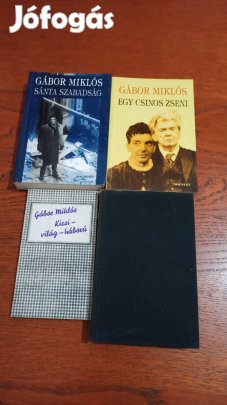 Jófogás
GÁBOR MIKLÓS
SÁNTA SZABADSÁG
GÁBOR MIKLÓS
EGY CSINOS ZSENI
Gábor Miklós
Kicsi-
világ-háború